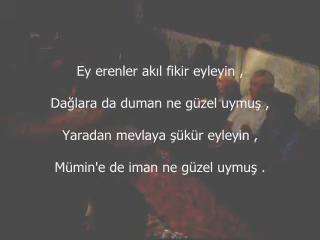 Ey erenler akıl fikir eyleyin ,
Dağlara da duman ne güzel uymuş ,
Yaradan mevlaya şükür eyleyin ,
Mümin'e de iman ne güzel uymuş .